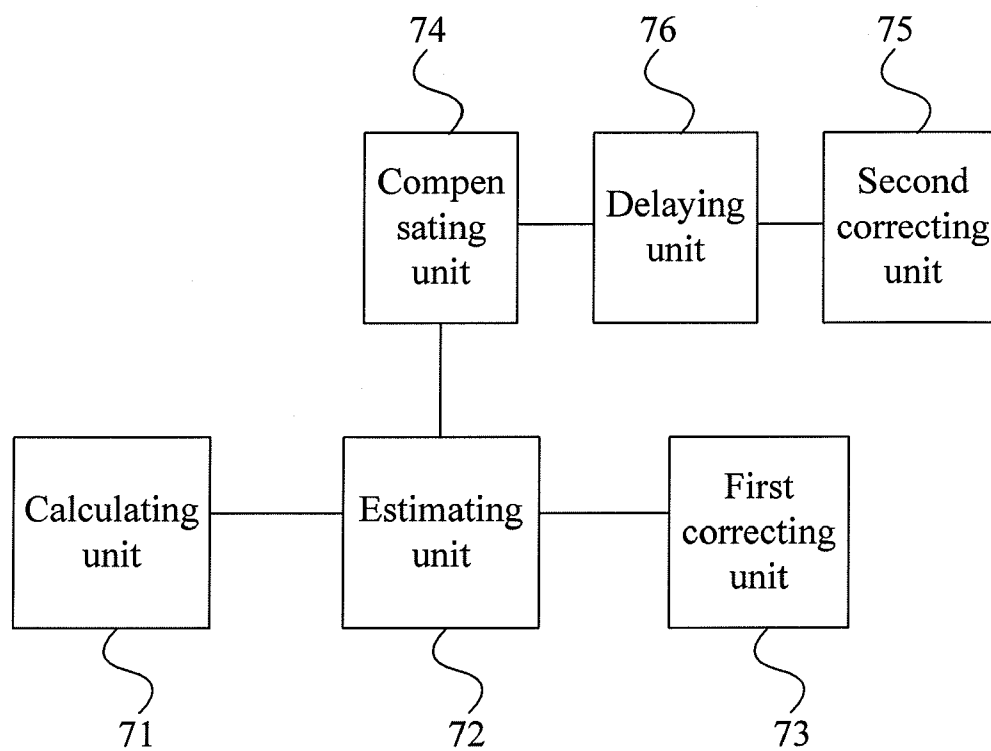 74
76
75
Compen
sating
unit
Delaying
unit
Second
correcting
unit
Calculating
unit
Estimating
unit
First
correcting
unit
71
72
73